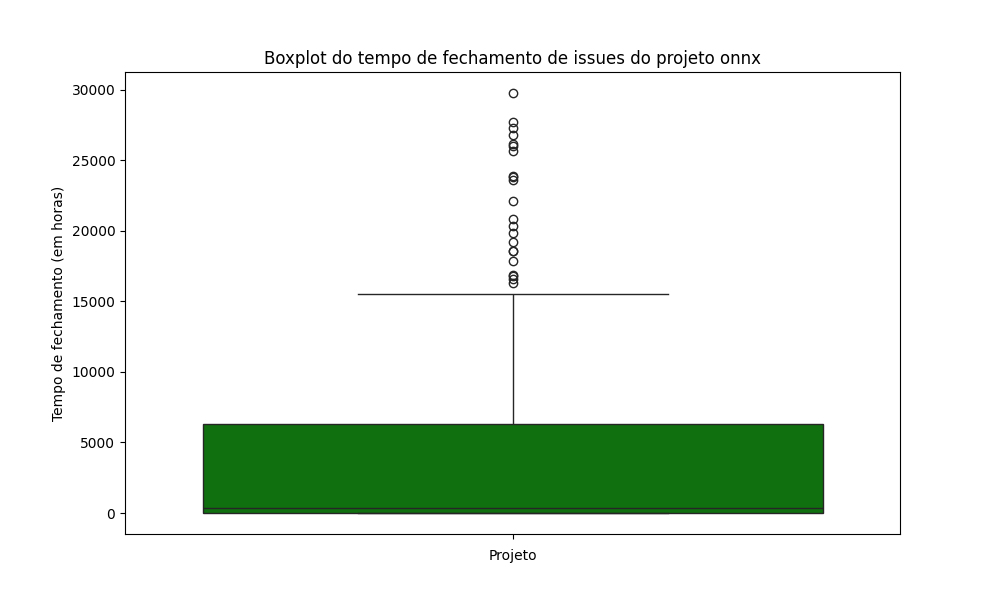 Boxplot do tempo de fechamento de issues do projeto onnx
30000
25000
20000
15000
10000
5000
0
Tempo de fechamento (em horas)
Projeto